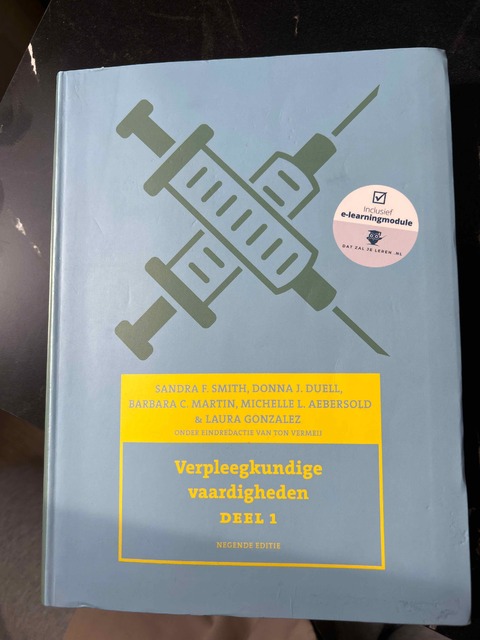 Inclusief
e-learningmodule
DAT ZAL JE LEREN .NL
SANDRA F. SMITH, DONNA J. DUELL,
BARBARA C. MARTIN, MICHELLE L. AEBERSOLD
& LAURA GONZALEZ
ONDER EINDREDACTIE VAN TON VERMEIJ
Verpleegkundige
vaardigheden
DEEL 1
NEGENDE EDITIE